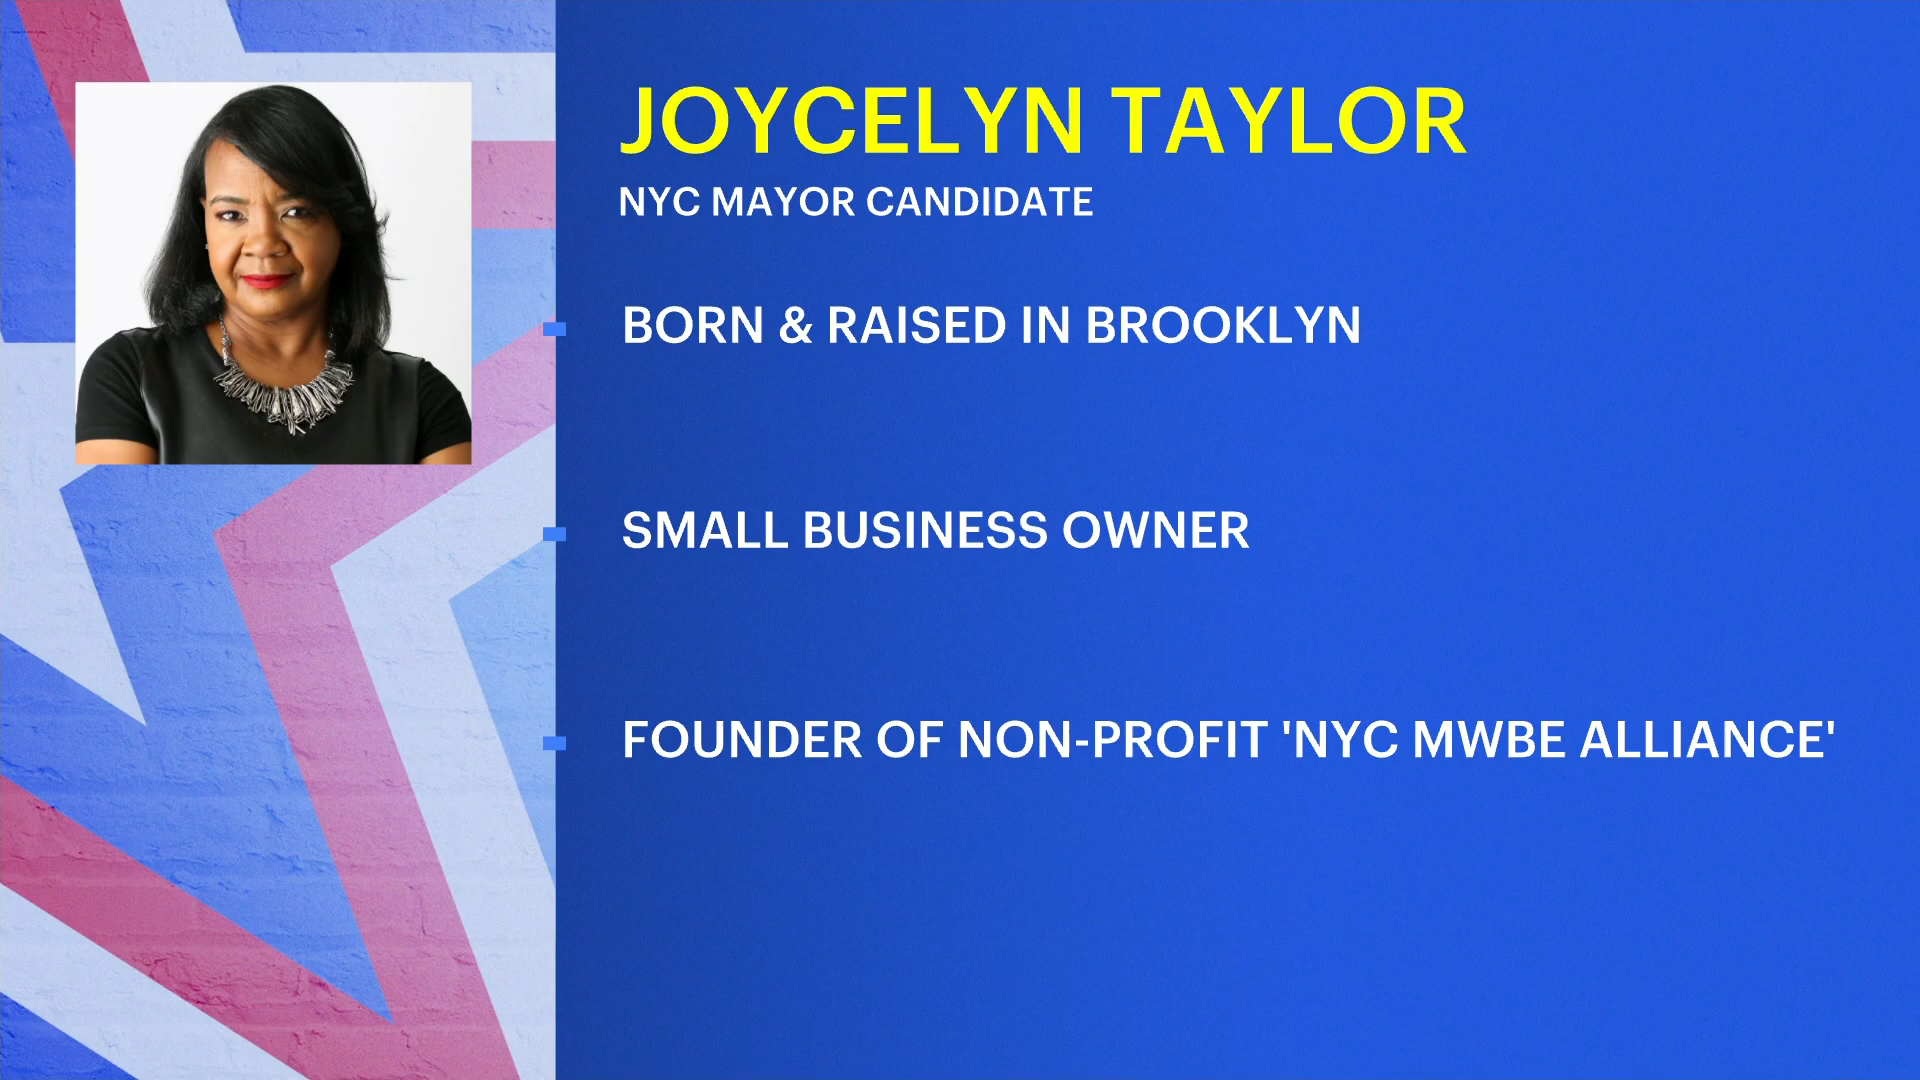 JOYCELYN TAYLOR
NYC MAYOR CANDIDATE
BORN & RAISED IN BROOKLYN
SMALL BUSINESS OWNER
FOUNDER OF NON-PROFIT 'NYC MWBE ALLIANCE'